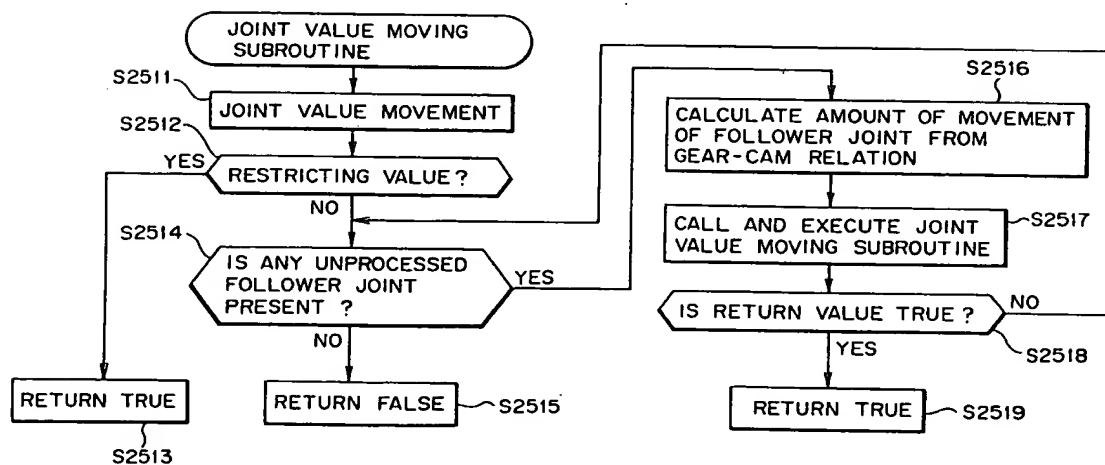 JOINT VALUE MOVING
SUBROUTINE
S2511
JOINT VALUE MOVEMENT
S2512
YES
RESTRICTING VALUE?
NO
S2514
IS ANY UNPROCESSED
FOLLOWER JOINT
PRESENT ?
YES
NO
RETURN TRUE
S2513
RETURN FALSE
S2515
S2516
CALCULATE AMOUNT OF MOVEMENT
OF FOLLOWER JOINT FROM
GEAR-CAM RELATION
S2517
CALL AND EXECUTE JOINT
VALUE MOVING SUBROUTINE
IS RETURN VALUE TRUE?
NO
S2518
YES
RETURN TRUE
S2519